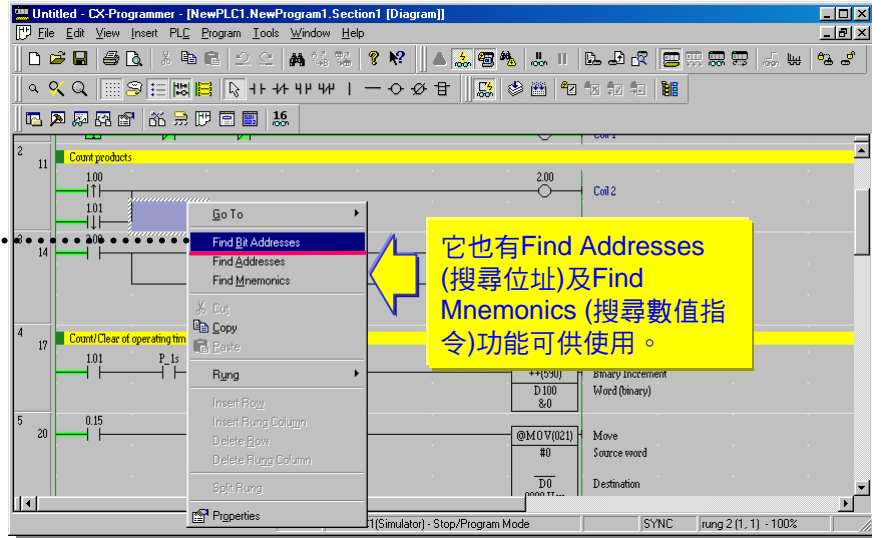 Untitled - CX-Programmer - [NewPLC1.NewProgram1.Section1 [Diagram]]
File Edit View Insert PLC Program Tools Window Help
16
2
11
Count products
1.00
2.00
Coil 2
1.01
3
2.00
14
Go To
Find Bit Addresses
Find Addresses
Find Mnemonics
Cut
Copy
Paste
Rung
Insert Row
Insert Rung Column
Delete Row
Delete Rung Column
Split Rung
Properties
它也有Find Addresses
(搜尋位址)及Find
Mnemonics (搜尋數值指
令)功能可供使用。
4
17
Count/Clear of operating tim
1.01
P_1s
++(590)
Binary Increment
D100
Word (binary)
&0
5
20
0.15
@MOV(021)
Move
#0
Source word
D0
Destination
(Simulator) - Stop/Program Mode
SYNC
rung 2 (1, 1) - 100%